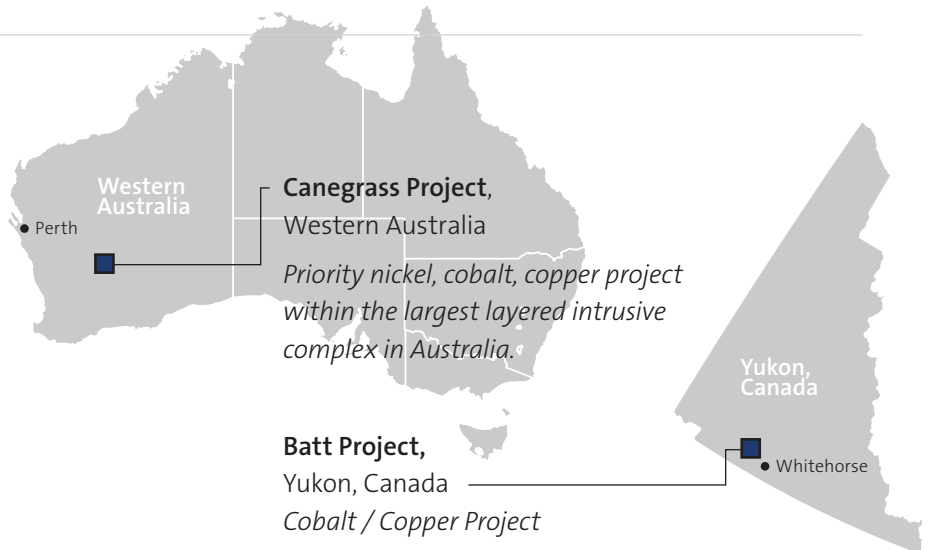 Western
Australia
Perth
Canegrass Project,
Western Australia
Priority nickel, cobalt, copper project
within the largest layered intrusive
complex in Australia.
Yukon,
Canada
Batt Project,
Yukon, Canada
Cobalt / Copper Project
Whitehorse